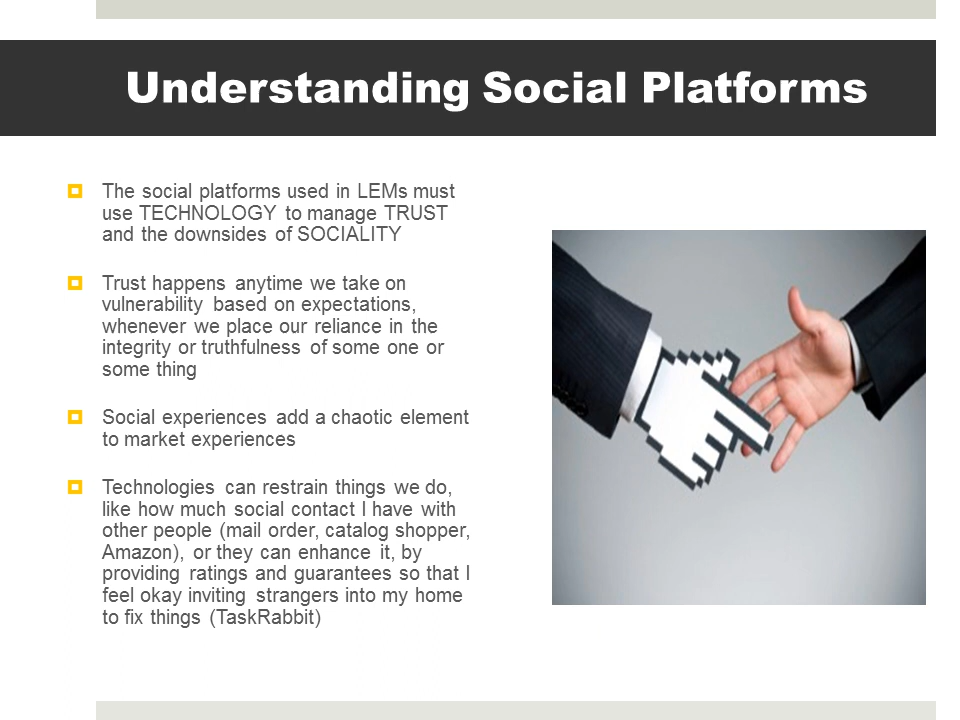 Understanding Social Platforms
The social platforms used in LEMs must
use TECHNOLOGY to manage TRUST
and the downsides of SOCIALITY
Trust happens anytime we take on
vulnerability based on expectations,
whenever we place our reliance in the
integrity or truthfulness of some one or
some thing
Social experiences add a chaotic element
to market experiences
Technologies can restrain things we do,
like how much social contact I have with
other people (mail order, catalog shopper,
Amazon), or they can enhance it, by
providing ratings and guarantees so that I
feel okay inviting strangers into my home
to fix things (TaskRabbit)